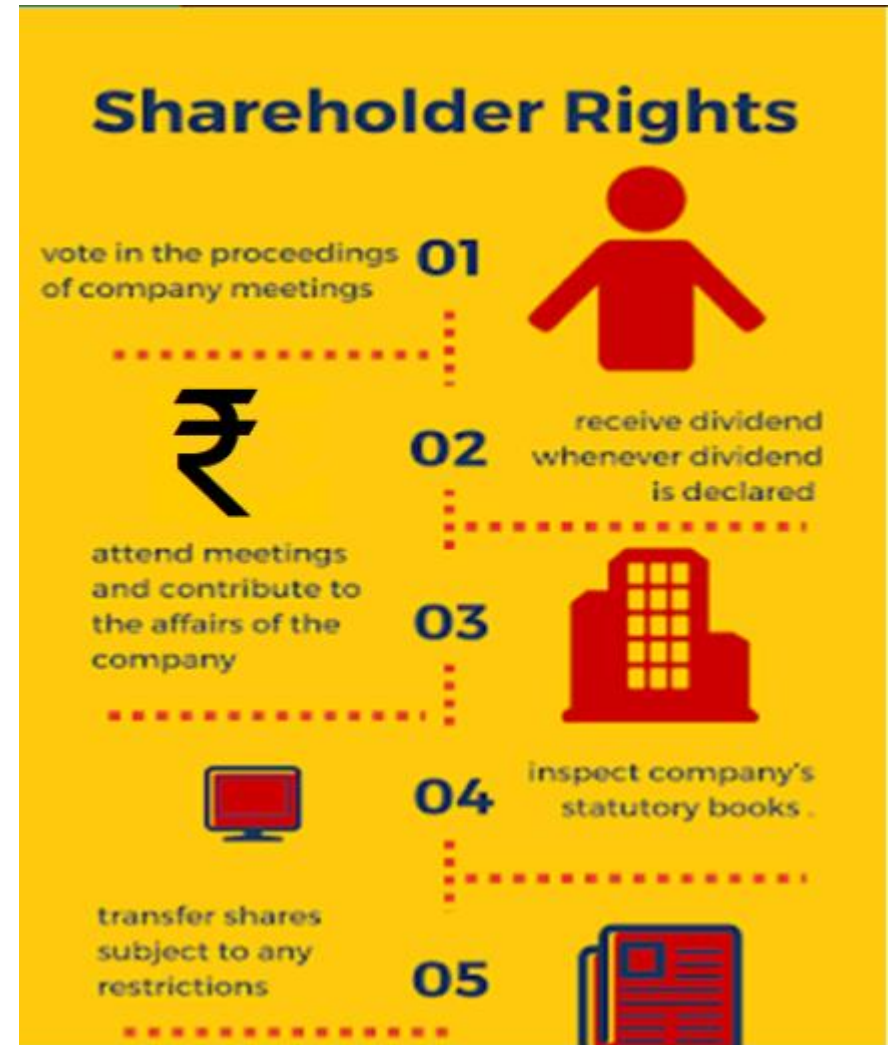 Shareholder Rights
vote in the proceedings
of company meetings
01
₹
02
receive dividend
whenever dividend
is declared
attend meetings
and contribute to
the affairs of the
company
03
04
inspect company's
statutory books .
transfer shares
subject to any
restrictions
05